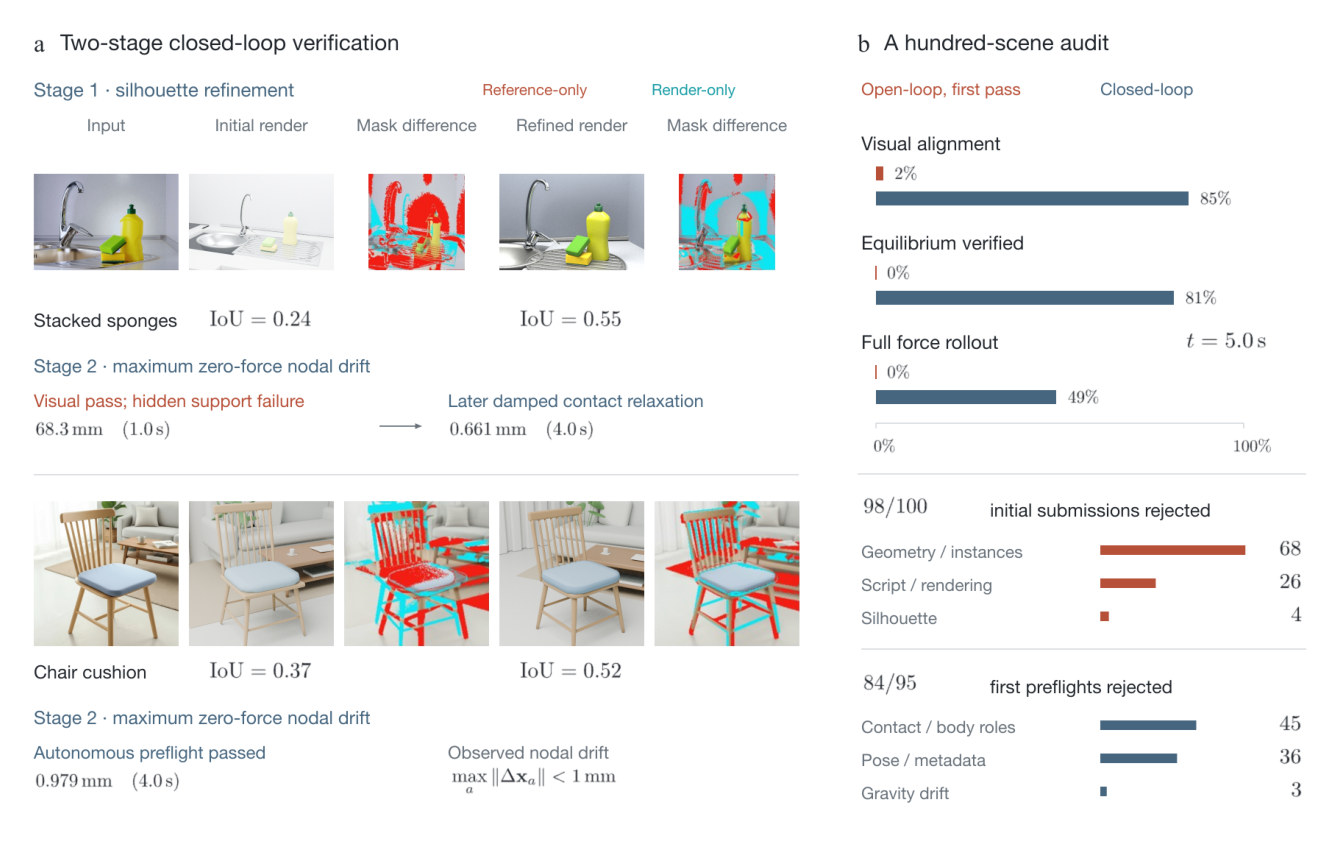 a Two-stage closed-loop verification
Stage 1 · silhouette refinement
Reference-only
Render-only
Input
Initial render
Mask difference
Refined render
Mask difference
Stacked sponges
IoU = 0.24
IoU = 0.55
Stage 2 · maximum zero-force nodal drift
Visual pass; hidden support failure
68.3 mm (1.0 s)
Later damped contact relaxation
0.661 mm (4.0 s)
Chair cushion
IoU = 0.37
IoU = 0.52
Stage 2 · maximum zero-force nodal drift
Autonomous preflight passed
0.979 mm (4.0 s)
Observed nodal drift
max ‖Δxₐ‖ < 1 mm
a
b A hundred-scene audit
Open-loop, first pass
Closed-loop
Visual alignment
2%
85%
Equilibrium verified
0%
81%
Full force rollout
t = 5.0 s
0%
49%
0%
100%
98/100 initial submissions rejected
Geometry / instances 68
Script / rendering 26
Silhouette 4
84/95 first preflights rejected
Contact / body roles 45
Pose / metadata 36
Gravity drift 3